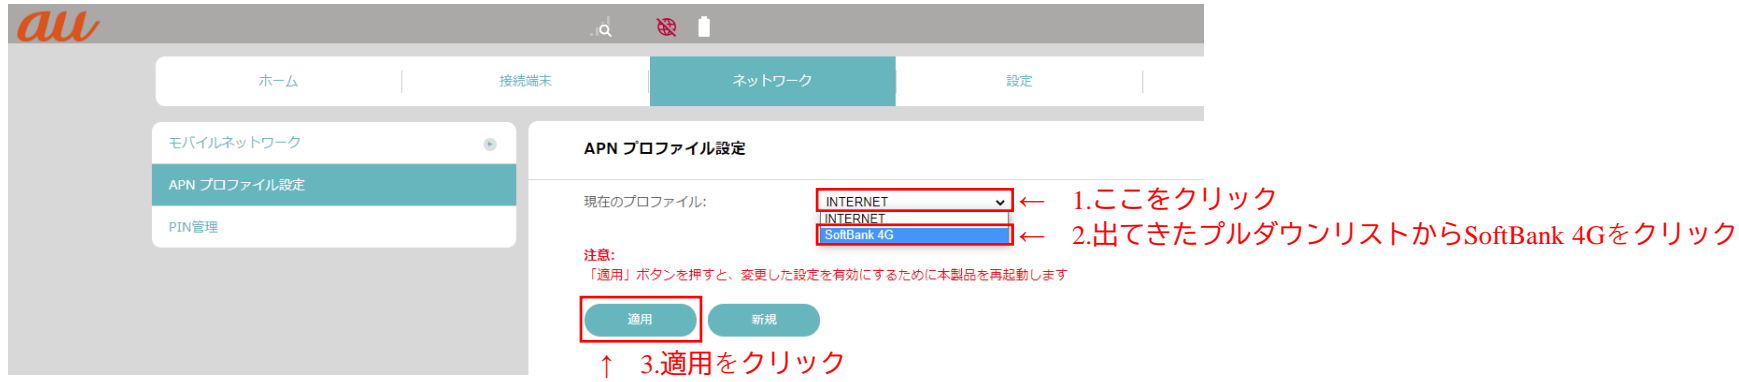 au
ホーム 接続端末 ネットワーク 設定
モバイルネットワーク
APN プロファイル設定
PIN管理
APN プロファイル設定
現在のプロファイル: INTERNET ← 1.ここをクリック
INTERNET
SoftBank 4G ← 2.出てきたプルダウンリストからSoftBank 4Gをクリック
注意:
「適用」ボタンを押すと、変更した設定を有効にするために本製品を再起動します
適用 新規
↑ 3.適用をクリック